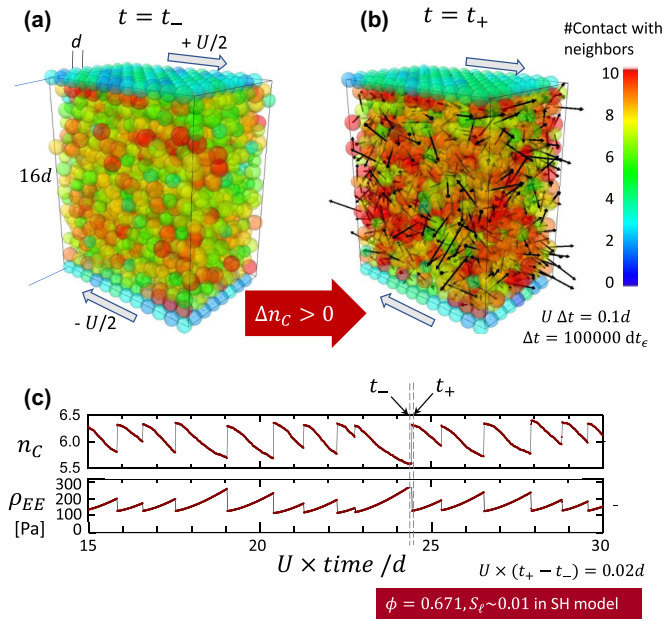 (a)
t = t₋
(b)
t = t₊
#Contact with
neighbors
d
+ U/2
10
8
6
4
2
0
16d
- U/2
Δn_C > 0
U Δt = 0.1d
Δt = 100000 dt_ϵ
(c)
t₋
t₊
6.5
n_C
6.0
5.5
300
ρ_EE
200
100
[Pa]
0
15
20
25
30
U × time /d
U × (t₊ − t₋) = 0.02d
ϕ = 0.671, S_ℓ~0.01 in SH model